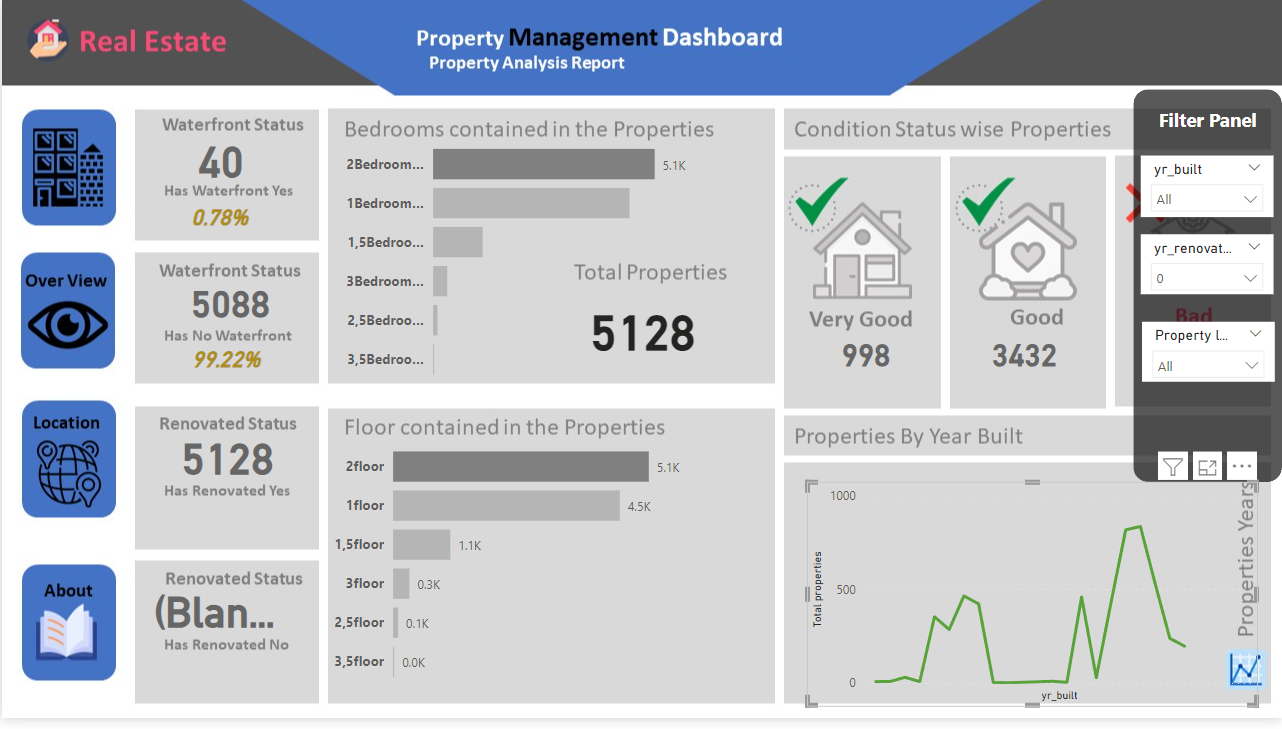 Real Estate
Property Management Dashboard
Property Analysis Report
Over View
Location
About
Waterfront Status
40
Has Waterfront Yes
0.78%
Waterfront Status
5088
Has No Waterfront
99.22%
Renovated Status
5128
Has Renovated Yes
Renovated Status
(Blan...
Has Renovated No
Bedrooms contained in the Properties
2Bedroom...
5.1K
1Bedroom...
1,5Bedroo...
3Bedroom...
2,5Bedroo...
3,5Bedroo...
Total Properties
5128
Floor contained in the Properties
2floor
5.1K
1floor
4.5K
1,5floor
1.1K
3floor
0.3K
2,5floor
0.1K
3,5floor
0.0K
Condition Status wise Properties
Very Good
998
Good
3432
Bad
Filter Panel
yr_built
All
yr_renovat...
0
Property l...
All
Properties By Year Built
1000
500
0
Total properties
yr_built
Properties Years